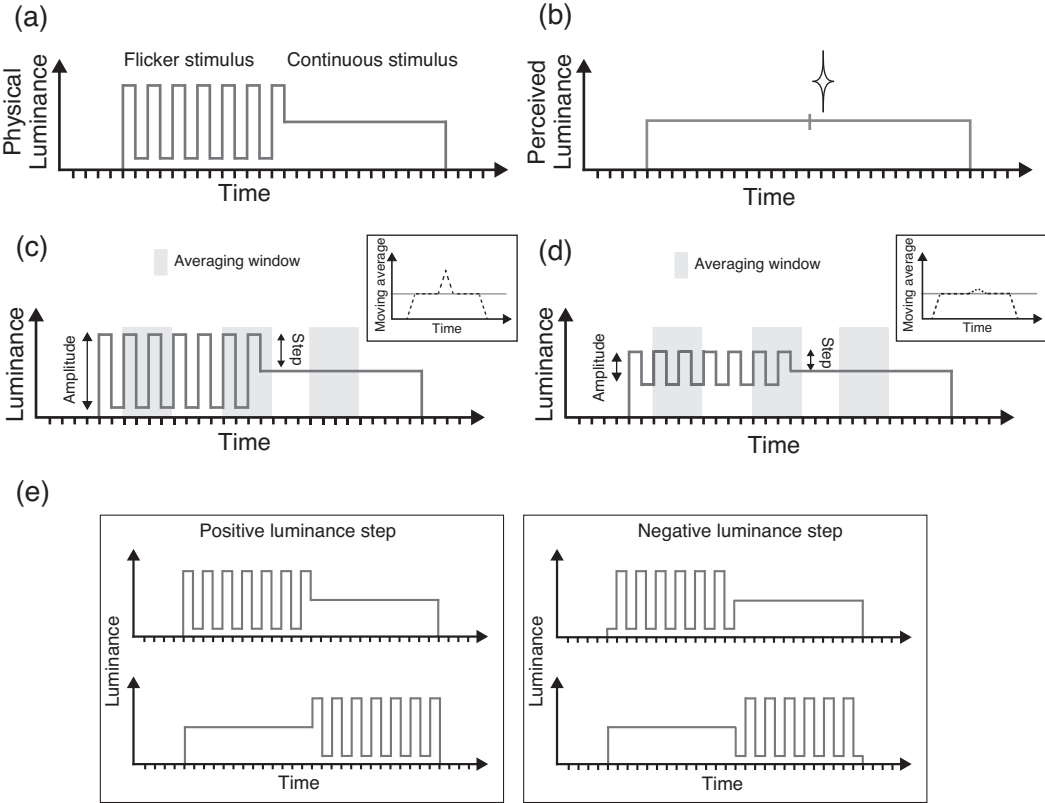 (a)
Flicker stimulus
Continuous stimulus
Physical
Luminance
Time
(b)
Perceived
Luminance
Time
(c)
Averaging window
Moving average
Time
Luminance
Amplitude
Step
Time
(d)
Averaging window
Moving average
Time
Luminance
Amplitude
Step
Time
(e)
Positive luminance step
Luminance
Time
Negative luminance step
Luminance
Time